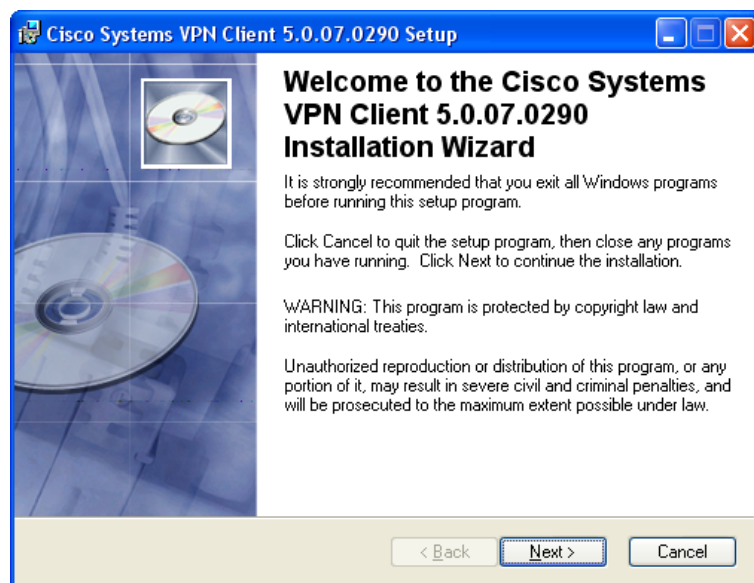 Cisco Systems VPN Client 5.0.07.0290 Setup
Welcome to the Cisco Systems
VPN Client 5.0.07.0290
Installation Wizard
It is strongly recommended that you exit all Windows programs
before running this setup program.
Click Cancel to quit the setup program, then close any programs
you have running.  Click Next to continue the installation.
WARNING: This program is protected by copyright law and
international treaties.
Unauthorized reproduction or distribution of this program, or any
portion of it, may result in severe civil and criminal penalties, and
will be prosecuted to the maximum extent possible under law.
< Back
Next >
Cancel